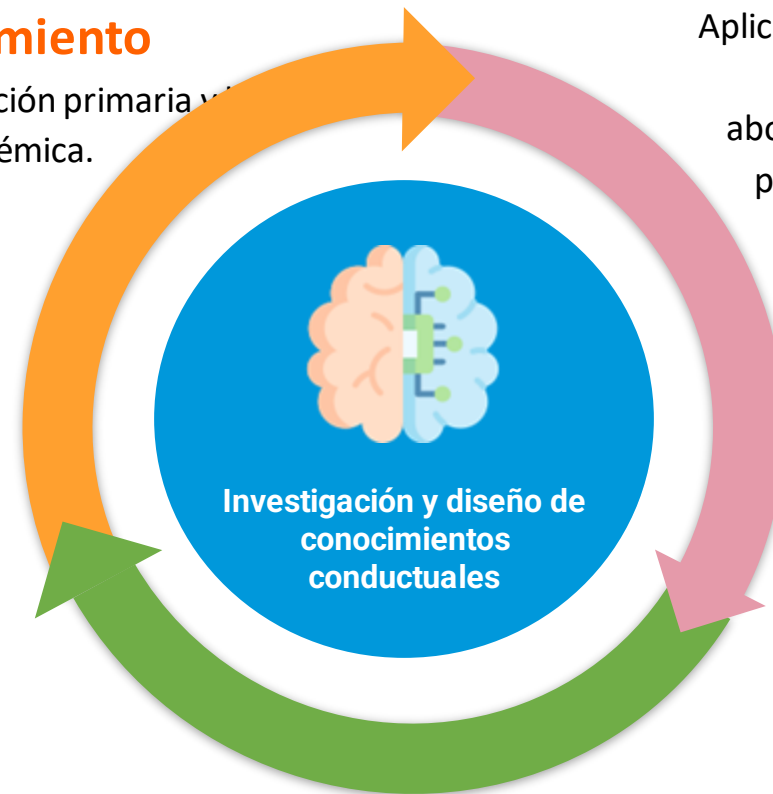 miento
Aplic
ción primaria y
abo
émica.
p
Investigación y diseño de
conocimientos
conductuales